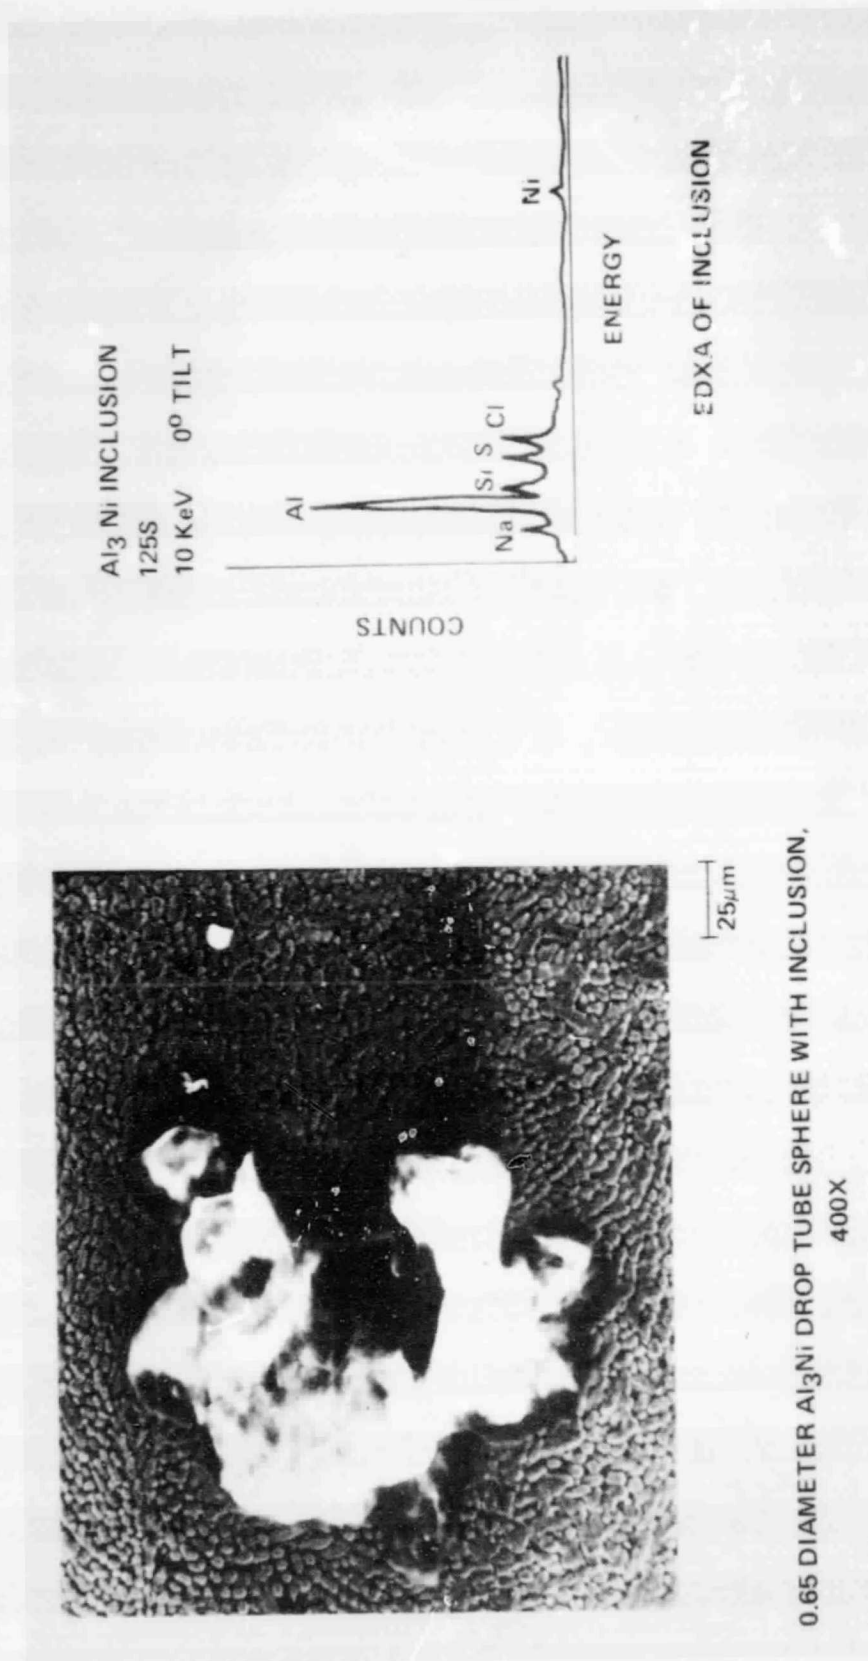 Al3 Ni INCLUSION
125S
10 KeV 0º TILT
COUNTS
Al
Na
Si
S
Cl
Ni
ENERGY
EDXA OF INCLUSION
25μm
0.65 DIAMETER Al3Ni DROP TUBE SPHERE WITH INCLUSION,
400X